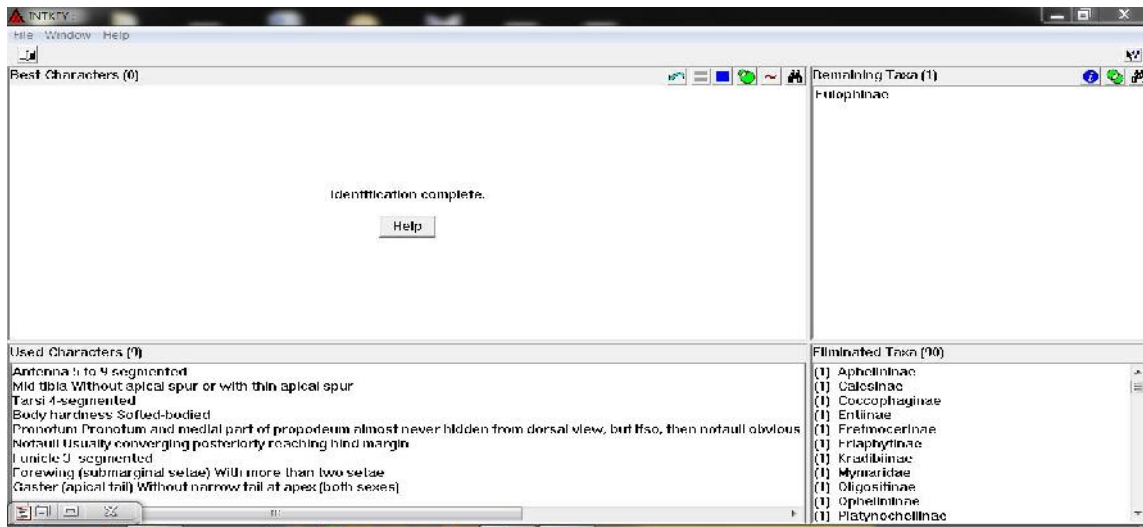 INTKEY
File Window Help
Best Characters (0)
Remaining Taxa (1)
Eulophinae
Identification complete.
Help
Used Characters (9)
Antenna 5 to 9 segmented
Mid tibia Without apical spur or with thin apical spur
Tarsi 4-segmented
Body hardness Softed-bodied
Pronotum Pronotum and medial part of propodeum almost never hidden from dorsal view, but ifso, then notauli obvious
Notauli Usually converging posteriorly reaching hind margin
Funicle 3- segmented
Forewing (submarginal setae) With more than two setae
Gaster (apical tail) Without narrow tail at apex (both sexes)
Eliminated Taxa (90)
(1) Aphelininae
(1) Calesinae
(1) Coccophaginae
(1) Entiinae
(1) Eretmocerinae
(1) Eriaphytinae
(1) Kradibiinae
(1) Mymaridae
(1) Oligositinae
(1) Opheliminae
(1) Platynocheilinae